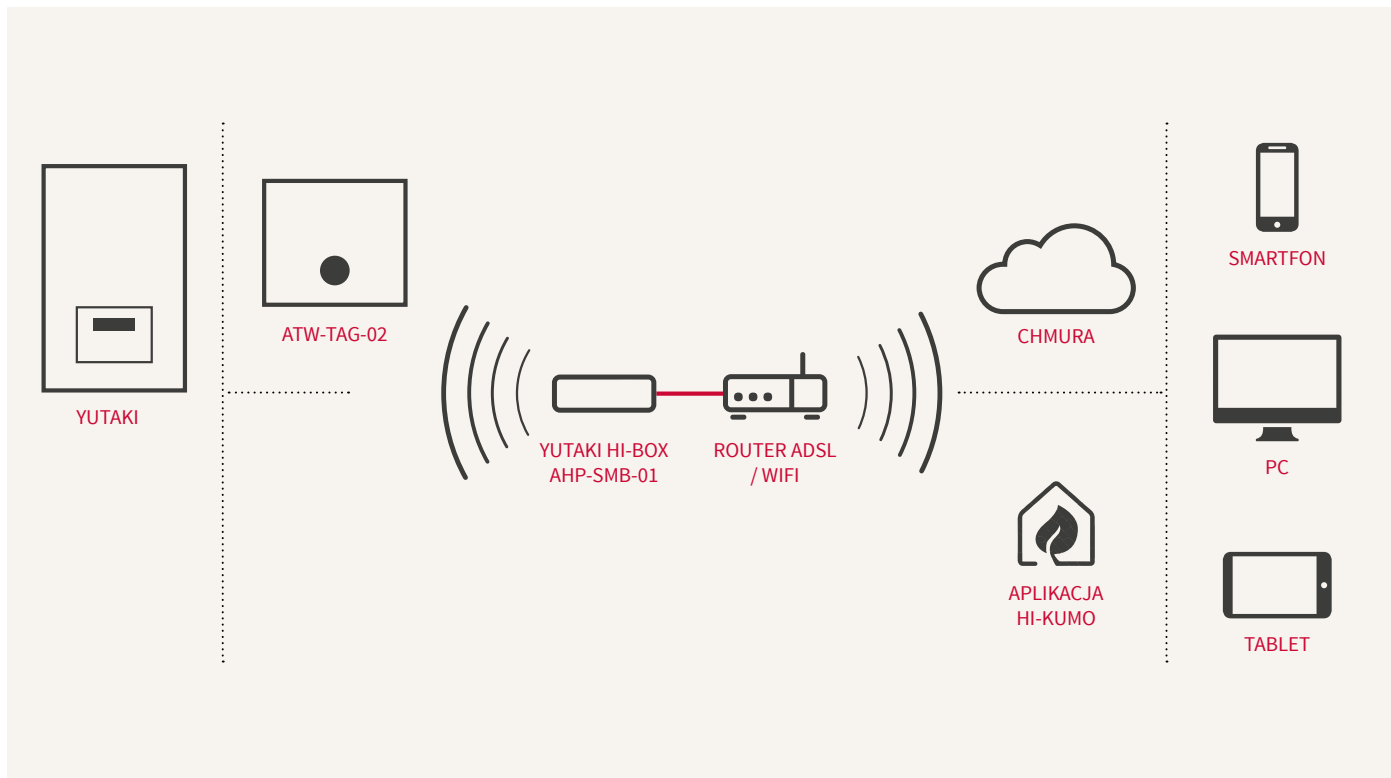 YUTAKI
ATW-TAG-02
YUTAKI HI-BOX
AHP-SMB-01
ROUTER ADSL
/ WIFI
CHMURA
APLIKACJA
HI-KUMO
SMARTFON
PC
TABLET